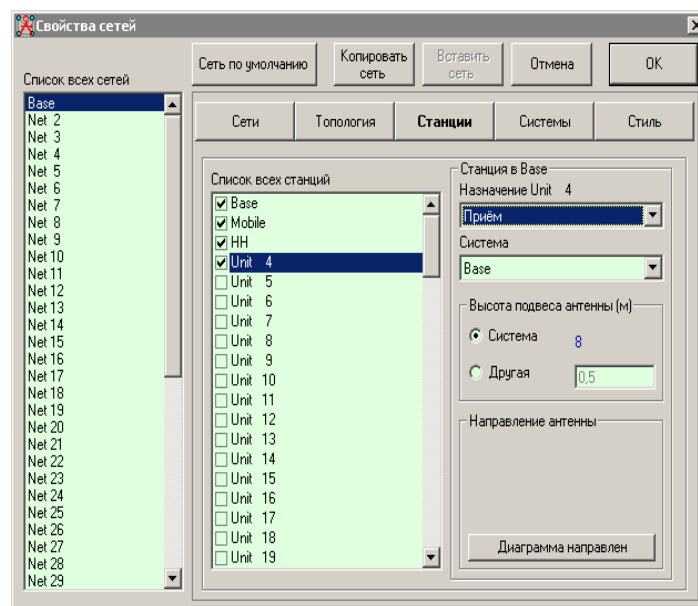 Свойства сетей
Сеть по умолчанию
Копировать сеть
Вставить сеть
Отмена
OK
Список всех сетей
Base
Net 2
Net 3
Net 4
Net 5
Net 6
Net 7
Net 8
Net 9
Net 10
Net 11
Net 12
Net 13
Net 14
Net 15
Net 16
Net 17
Net 18
Net 19
Net 20
Net 21
Net 22
Net 23
Net 24
Net 25
Net 26
Net 27
Net 28
Net 29
Сети
Топология
Станции
Системы
Стиль
Список всех станций
Base
Mobile
HH
Unit 4
Unit 5
Unit 6
Unit 7
Unit 8
Unit 9
Unit 10
Unit 11
Unit 12
Unit 13
Unit 14
Unit 15
Unit 16
Unit 17
Unit 18
Unit 19
Станция в Base
Назначение Unit 4
Приём
Система
Base
Высота подвеса антенны (м)
Система 8
Другая 0,5
Направление антенны
Диаграмма направлен